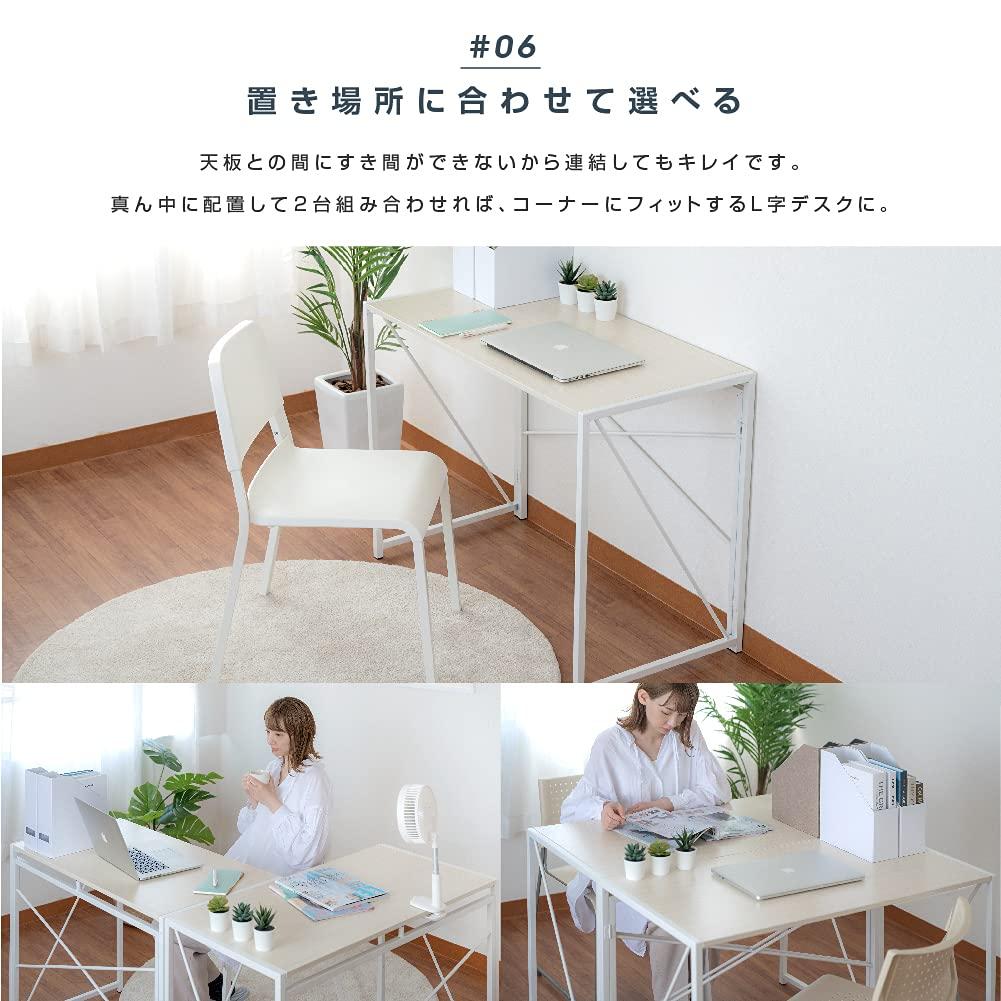 #06
置き場所に合わせて選べる
天板との間にすき間ができないから連結してもキレイです。
真ん中に配置して2台組み合わせれば、コーナーにフィットするL字デスクに。